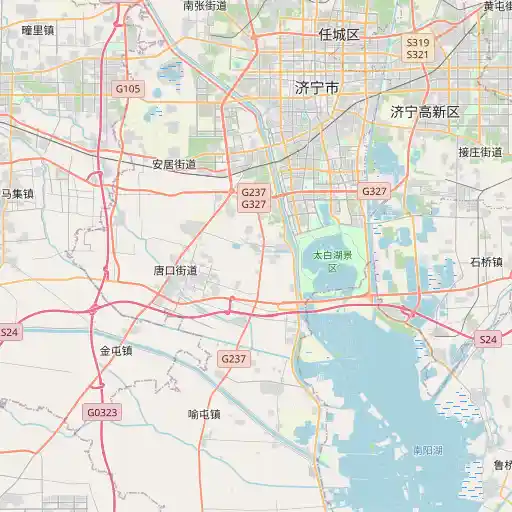 南张街道
黄屯街
疃里镇
任城区
S319
S321
G105
济宁市
济宁高新区
接庄街道
安居街道
马集镇
G237
G327
G327
太白湖景
区
石桥镇
唐口街道
S24
S24
金屯镇
G237
G0323
喻屯镇
南阳湖
鲁桥